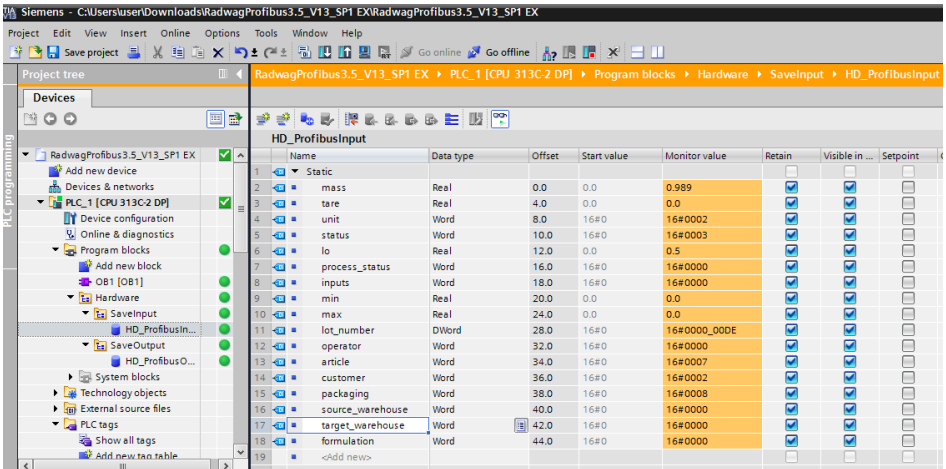 Siemens - C:\Users\user\Downloads\RadwagProfibus3.5_V13_SP1 EX\RadwagProfibus3.5_V13_SP1 EX
Project Edit View Insert Online Options Tools Window Help
Save project Go online Go offline
Project tree
RadwagProfibus3.5_V13_SP1 EX PLC_1 [CPU 313C-2 DP] Program blocks Hardware SaveInput HD_ProfibusInput
Devices
PLC programming
HD_ProfibusInput
RadwagProfibus3.5_V13_SP1 EX
Add new device
Devices & networks
PLC_1 [CPU 313C-2 DP]
Device configuration
Online & diagnostics
Program blocks
Add new block
OB1 [OB1]
Hardware
SaveInput
HD_ProfibusIn...
SaveOutput
HD_ProfibusO...
System blocks
Technology objects
External source files
PLC tags
Show all tags
Add new tag table
Name Data type Offset Start value Monitor value Retain Visible in ... Setpoint
1 Static
2 mass Real 0.0 0.0 0.989
3 tare Real 4.0 0.0 0.0
4 unit Word 8.0 16#0 16#0002
5 status Word 10.0 16#0 16#0003
6 lo Real 12.0 0.0 0.5
7 process_status Word 16.0 16#0 16#0000
8 inputs Word 18.0 16#0 16#0000
9 min Real 20.0 0.0 0.0
10 max Real 24.0 0.0 0.0
11 lot_number DWord 28.0 16#0 16#0000_00DE
12 operator Word 32.0 16#0 16#0000
13 article Word 34.0 16#0 16#0007
14 customer Word 36.0 16#0 16#0002
15 packaging Word 38.0 16#0 16#0008
16 source_warehouse Word 40.0 16#0 16#0000
17 target_warehouse Word 42.0 16#0 16#0000
18 formulation Word 44.0 16#0 16#0000
19 <Add new>